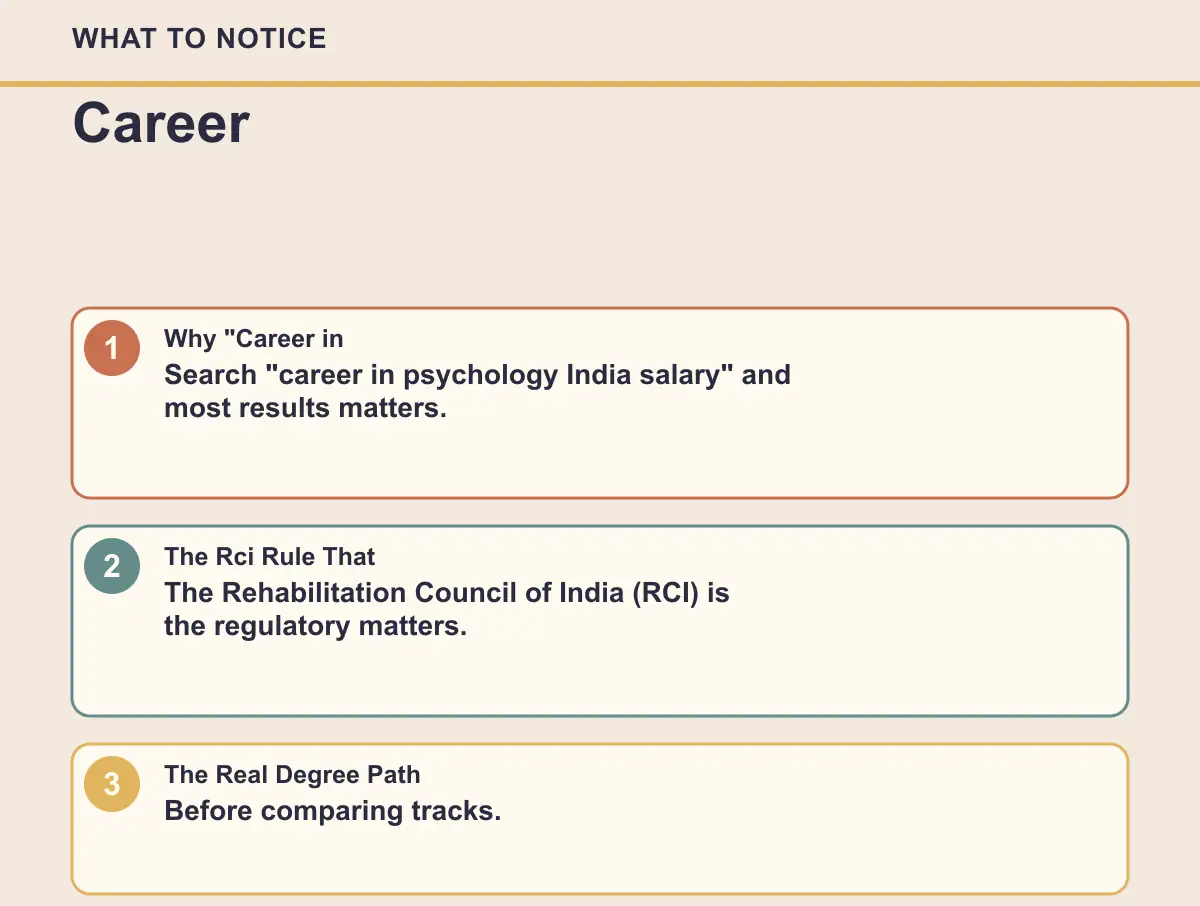 WHAT TO NOTICE
Career
1
Why "Career in
Search "career in psychology India salary" and
most results matters.
2
The Rci Rule That
The Rehabilitation Council of India (RCI) is
the regulatory matters.
3
The Real Degree Path
Before comparing tracks.